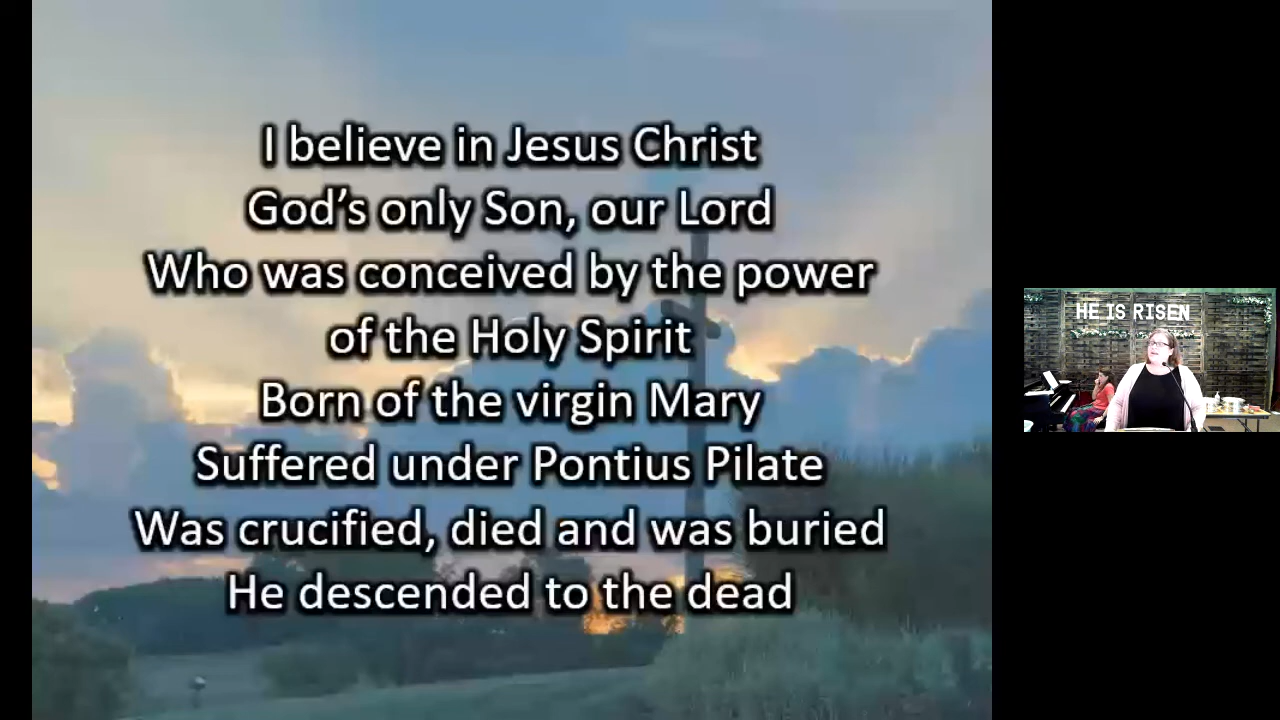 I believe in Jesus Christ
God’s only Son, our Lord
Who was conceived by the power
of the Holy Spirit
Born of the virgin Mary
Suffered under Pontius Pilate
Was crucified, died and was buried
He descended to the dead
HE IS RISEN